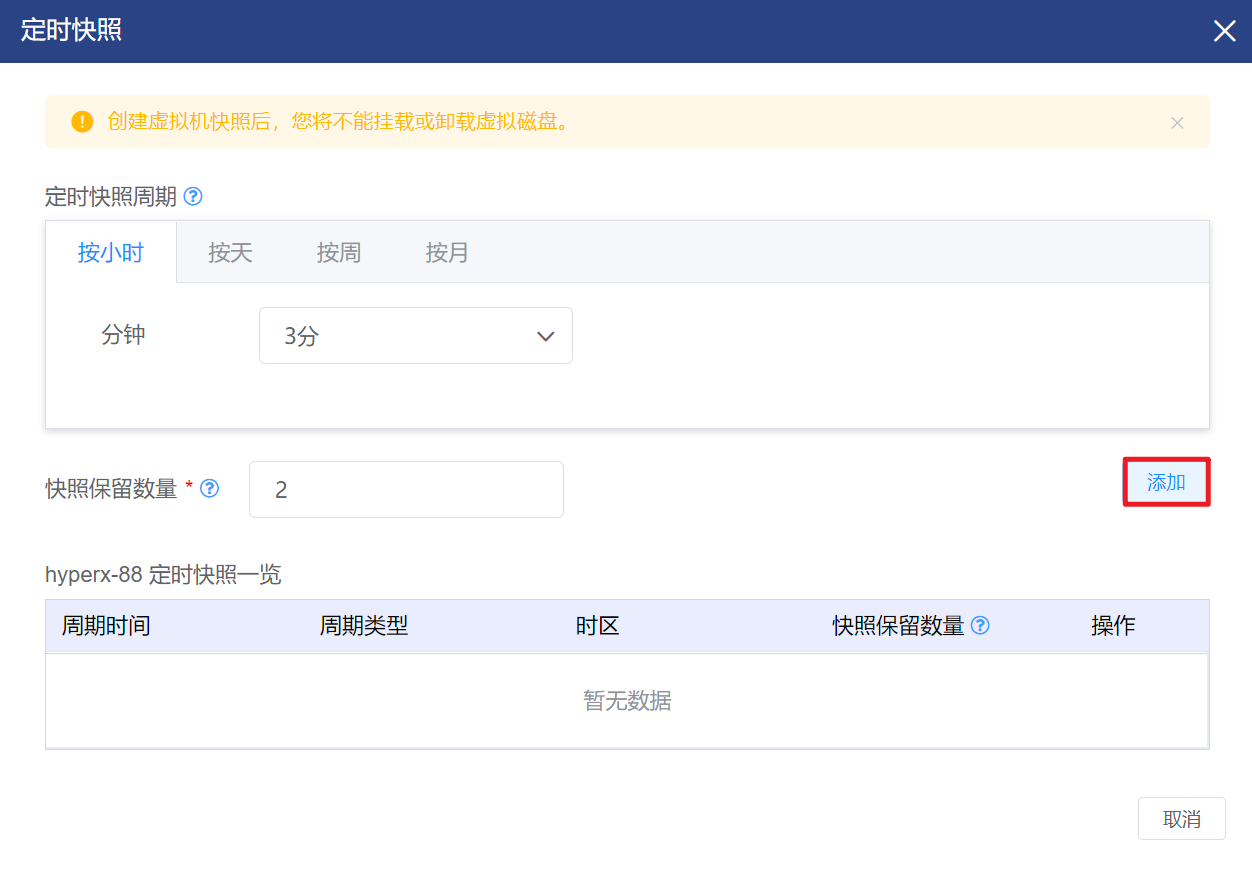 定时快照
创建虚拟机快照后，您将不能挂载或卸载虚拟磁盘。
定时快照周期
按小时 按天 按周 按月
分钟 3分
快照保留数量 * 2 添加
hyperx-88 定时快照一览
周期时间 周期类型 时区 快照保留数量 操作
暂无数据
取消